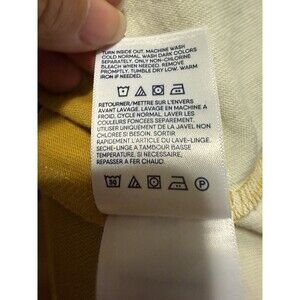 TURN INSIDE OUT. MACHINE WASH
COLD NORMAL. WASH DARK COLORS
SEPARATELY. ONLY NON-CHLORINE
BLEACH WHEN NEEDED. REMOVE
PROMPTLY. TUMBLE DRY LOW. WARM
IRON IF NEEDED.
RETOURNER/METTRE SUR L'ENVERS
AVANT LAVAGE. LAVAGE EN MACHINE A
FROID, CYCLE NORMAL. LAVER LES
COULEURS FONCEES SEPAREMENT.
UTILISER UNIQUEMENT DE LA JAVEL NON
CHLORE SI BESOIN. SORTIR
RAPIDEMENT L'ARTICLE DU LAVE-LINGE.
SECHE-LINGE A TAMBOUR BASSE
TEMPERATURE. SI NECESSAIRE,
REPASSER A FER CHAUD.